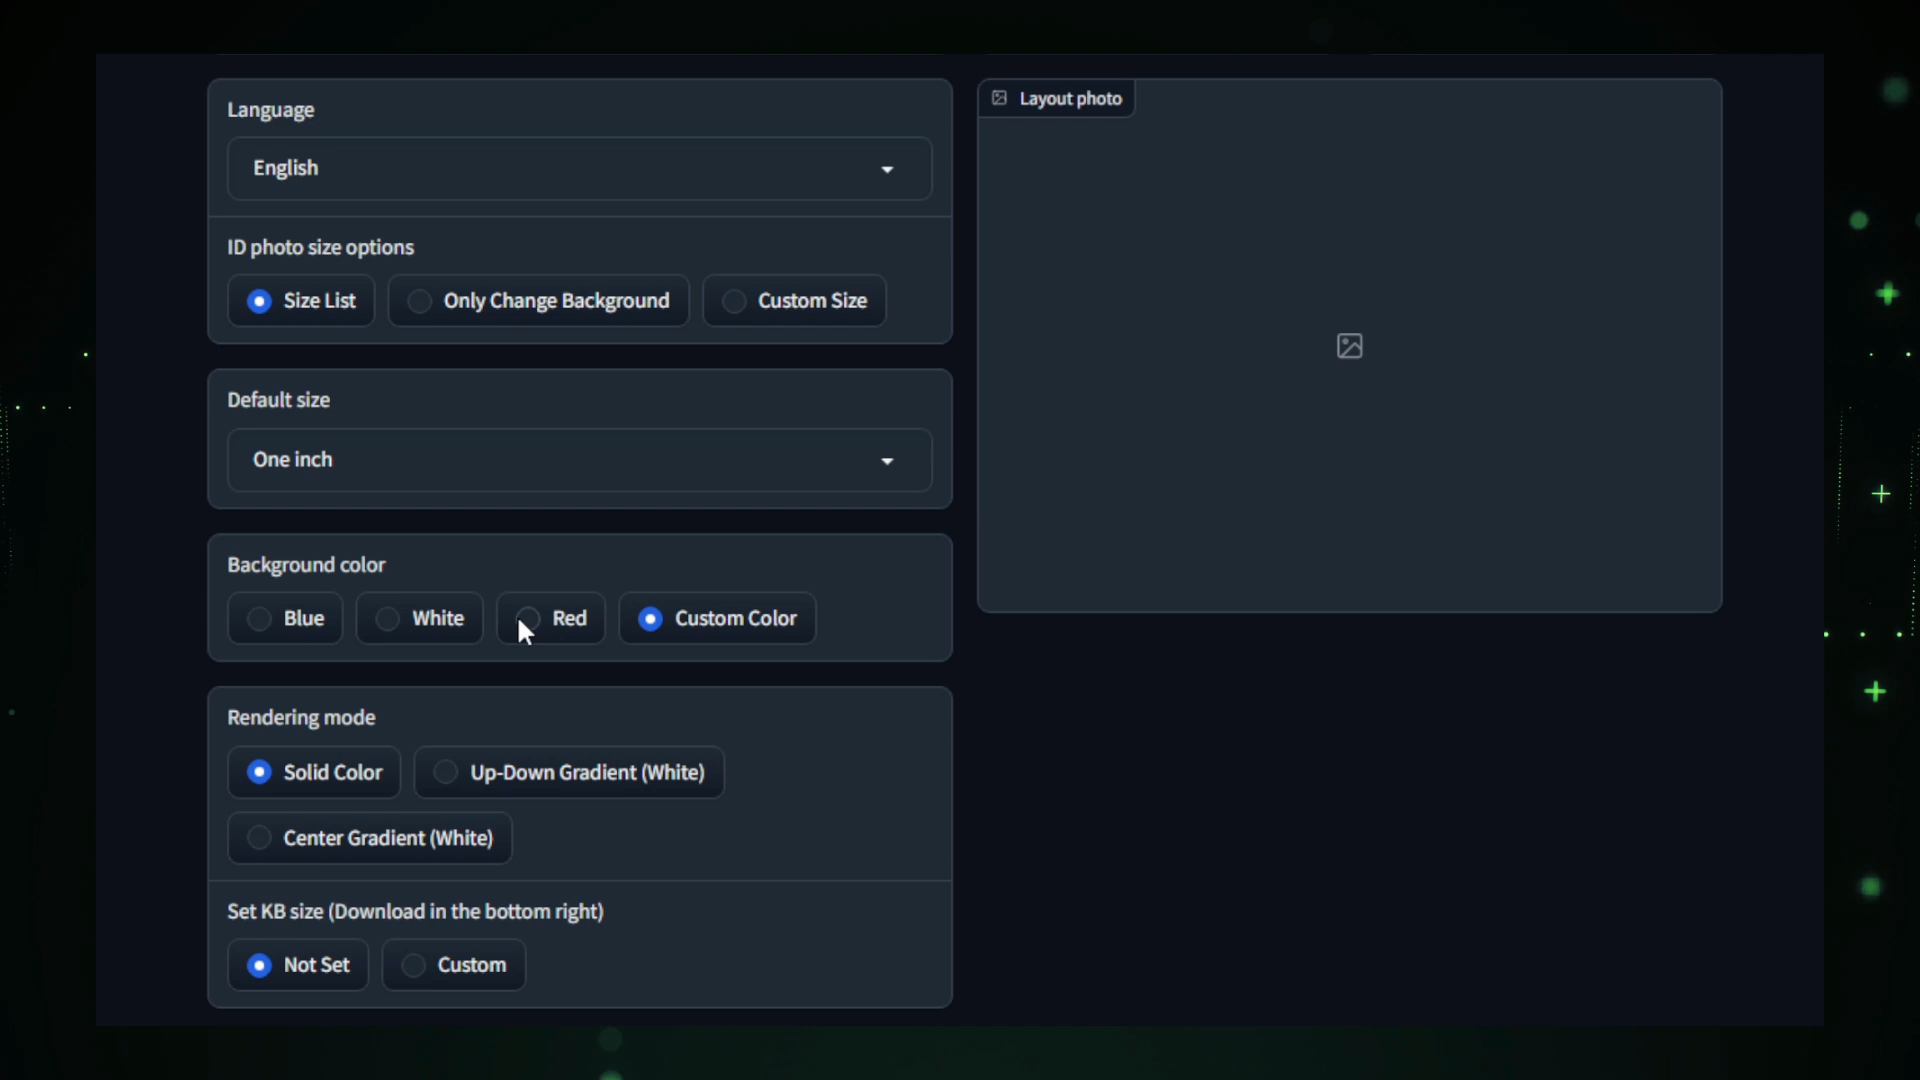 Language
English
ID photo size options
Size List
Only Change Background
Custom Size
Default size
One inch
Background color
Blue
White
Red
Custom Color
Rendering mode
Solid Color
Up-Down Gradient (White)
Center Gradient (White)
Set KB size (Download in the bottom right)
Not Set
Custom
Layout photo